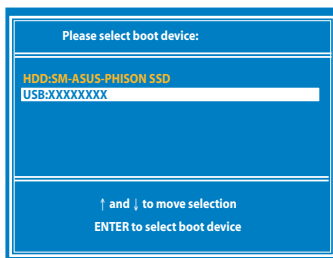 Please select boot device:
HDD:SM-ASUS-PHISON SSD
USB:XXXXXXXX
↑ and ↓ to move selection
ENTER to select boot device